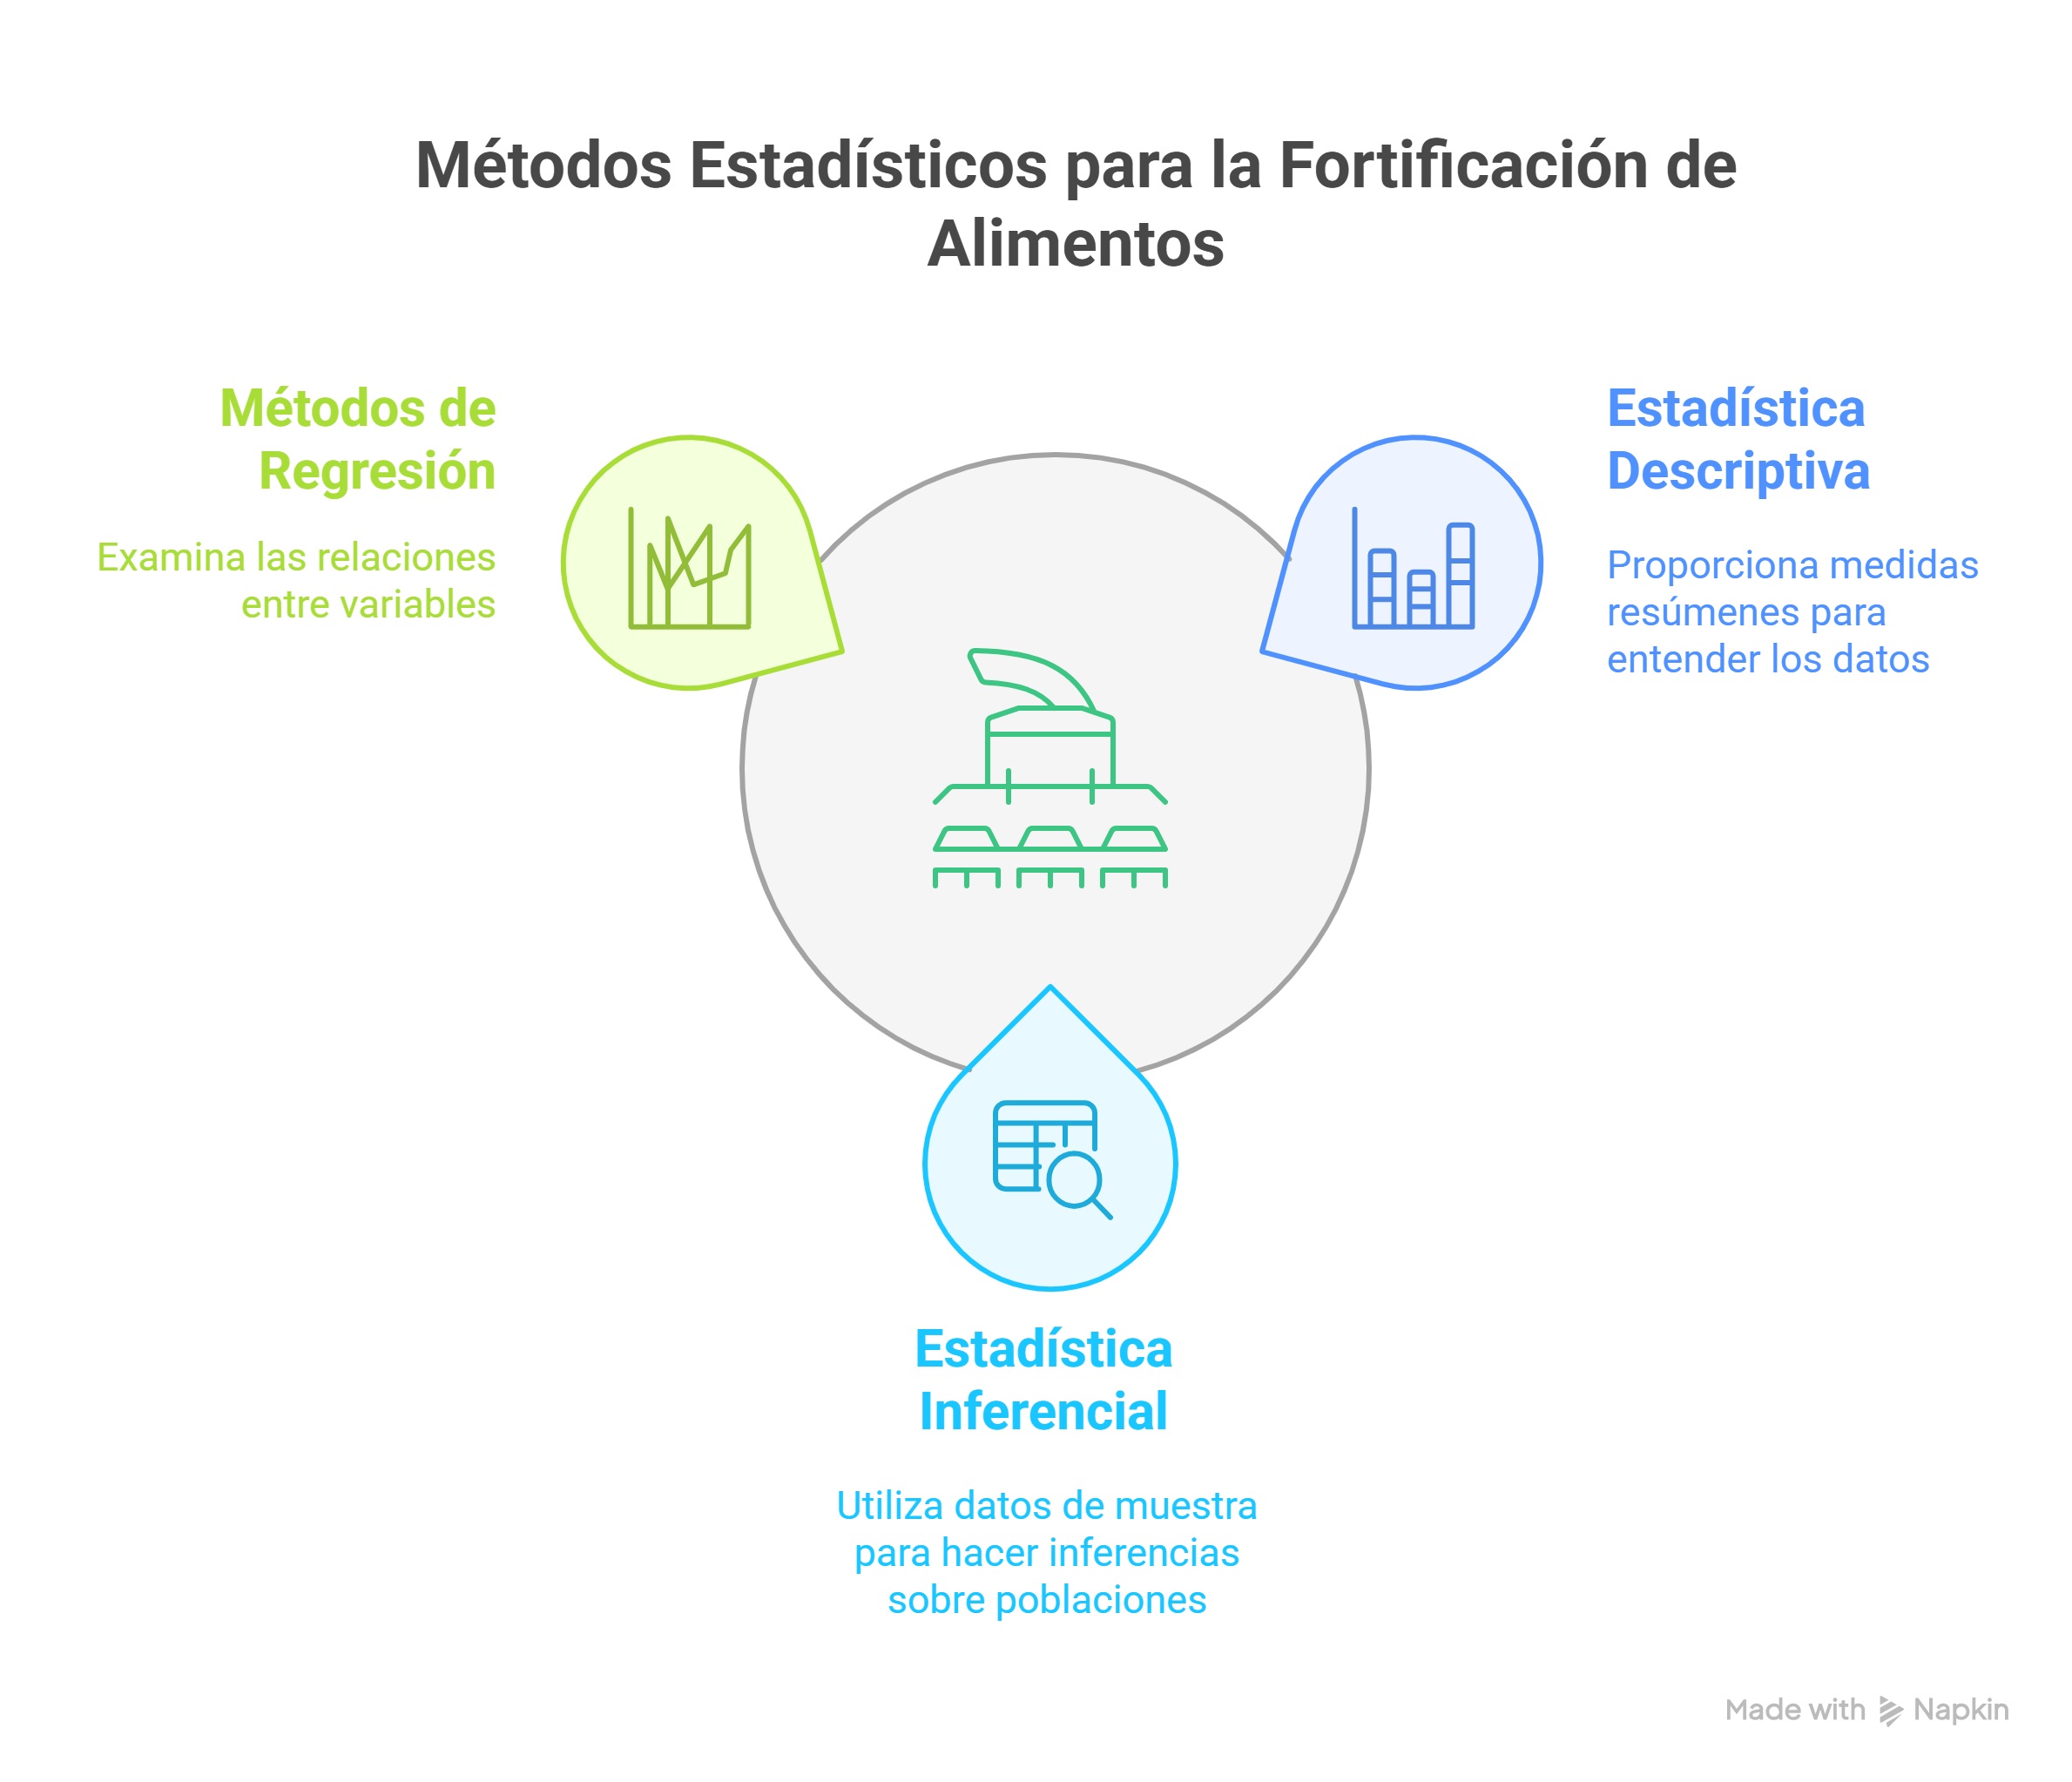 Métodos Estadísticos para la Fortificación de
Alimentos
Métodos de
Regresión
Examina las relaciones
entre variables
Estadística
Descriptiva
Proporciona medidas
resúmenes para
entender los datos
Estadística
Inferencial
Utiliza datos de muestra
para hacer inferencias
sobre poblaciones
Made with Napkin